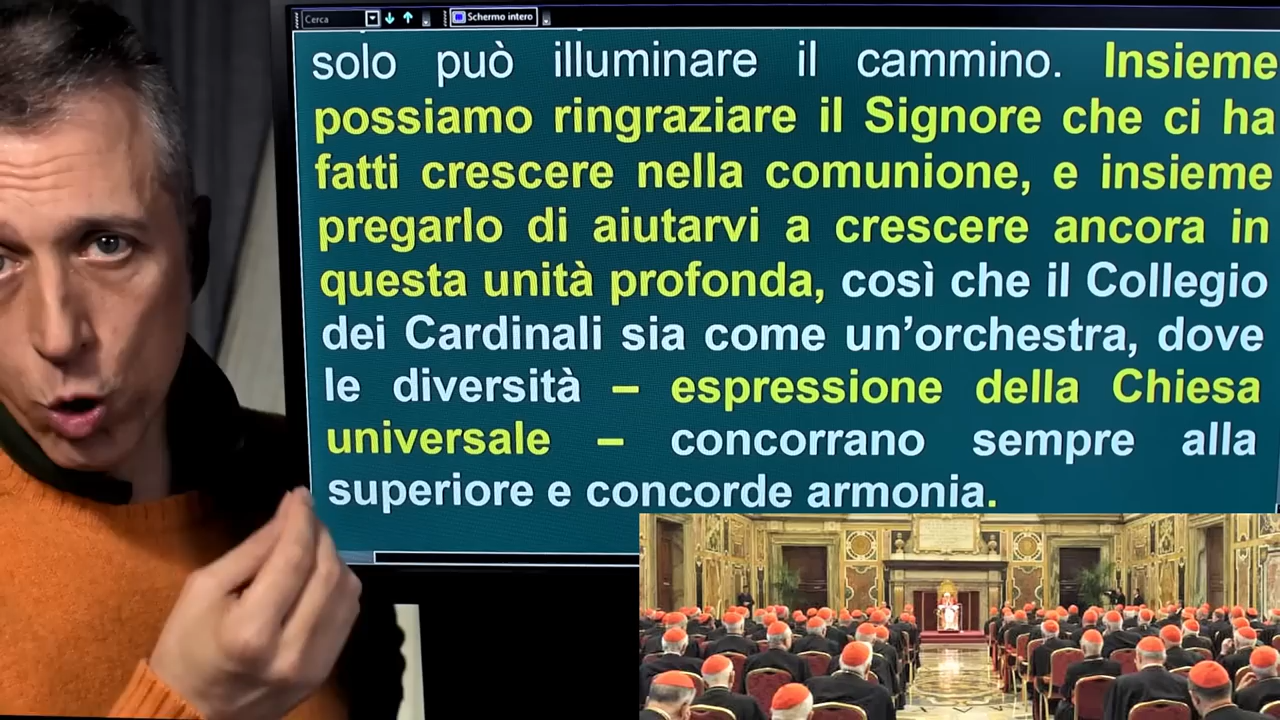 Cerca
Schermo intero
solo può illuminare il cammino. Insieme
possiamo ringraziare il Signore che ci ha
fatti crescere nella comunione, e insieme
pregarlo di aiutarvi a crescere ancora in
questa unità profonda, così che il Collegio
dei Cardinali sia come un’orchestra, dove
le diversità – espressione della Chiesa
universale – concorrano sempre alla
superiore e concorde armonia.